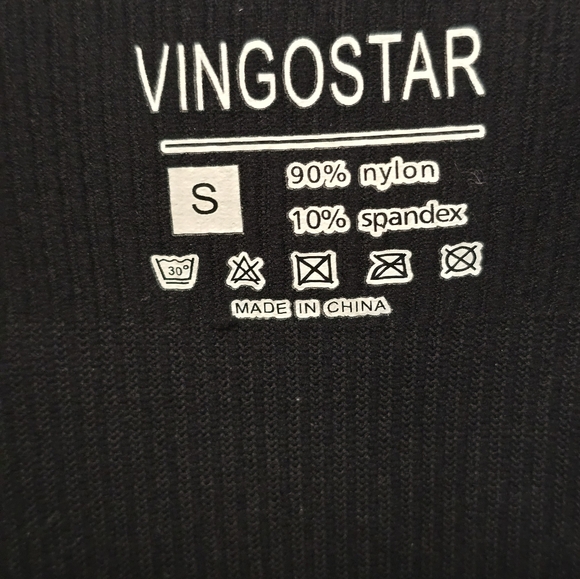 VINGOSTAR
S
90% nylon
10% spandex
30°
MADE IN CHINA